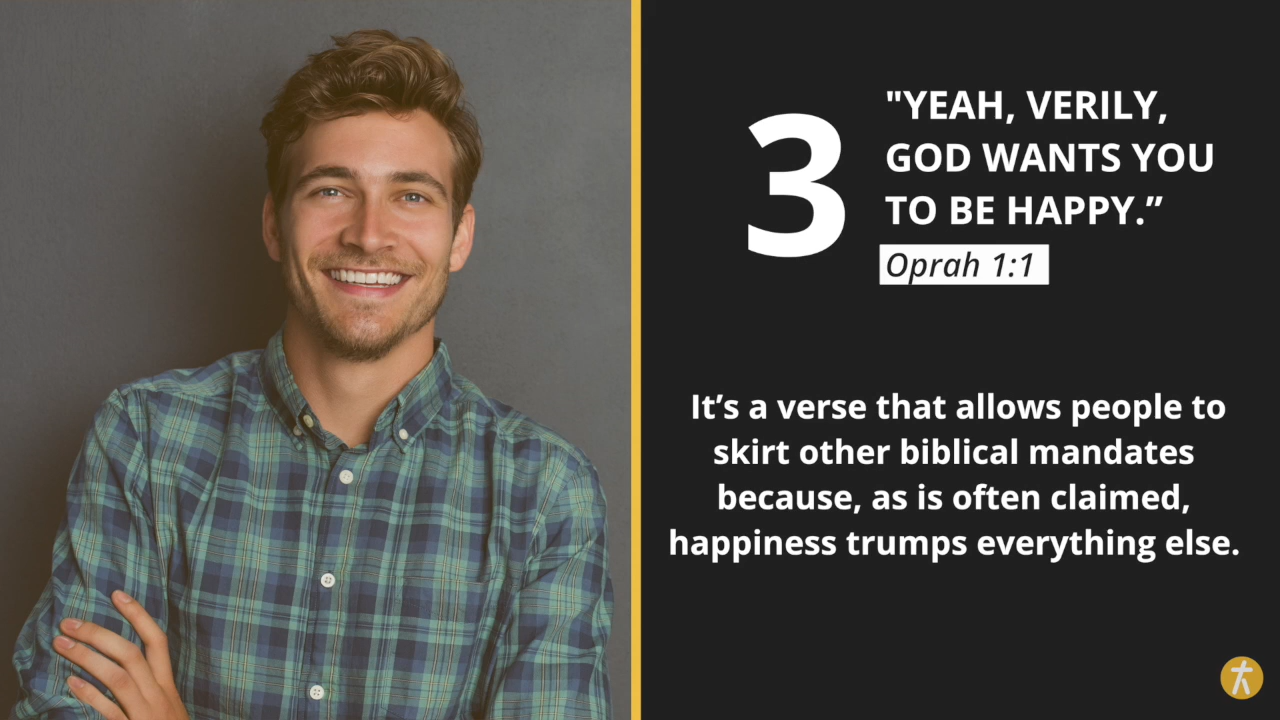 3
"YEAH, VERILY,
GOD WANTS YOU
TO BE HAPPY.”
Oprah 1:1
It’s a verse that allows people to
skirt other biblical mandates
because, as is often claimed,
happiness trumps everything else.